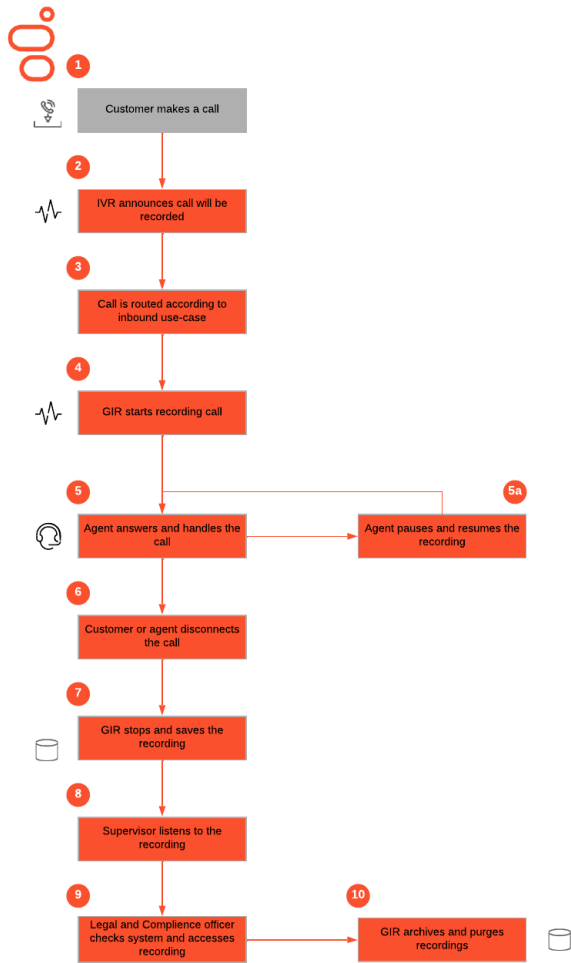 1
Customer makes a call
2
IVR announces call will be
recorded
3
Call is routed according to
inbound use-case
4
GIR starts recording call
5
Agent answers and handles the
call
5a
Agent pauses and resumes the
recording
6
Customer or agent disconnects
the call
7
GIR stops and saves the
recording
8
Supervisor listens to the
recording
9
Legal and Complience officer
checks system and accesses
recording
10
GIR archives and purges
recordings